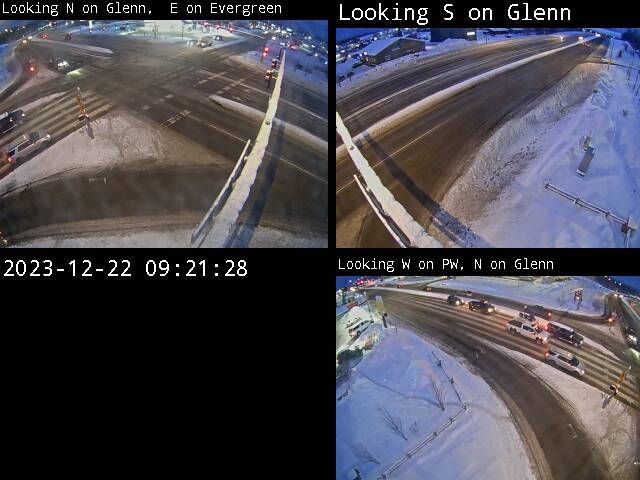 Looking N on Glenn, E on Evergreen
Looking S on Glenn
2023-12-22 09:21:28
Looking W on PW, N on Glenn